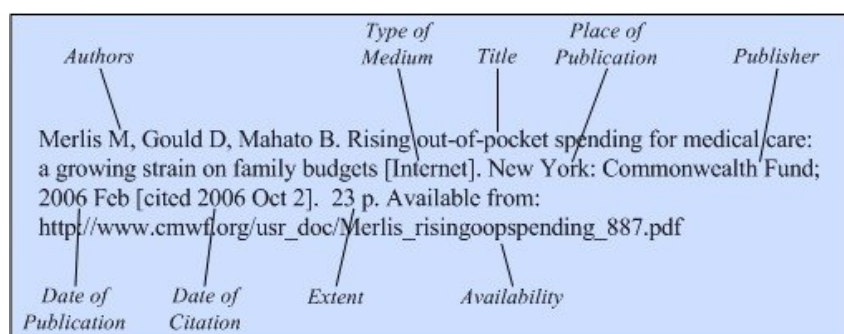 Type of Place of
Authors Medium Title Publication Publisher
Merlis M, Gould D, Mahato B. Rising out-of-pocket spending for medical care:
a growing strain on family budgets [Internet]. New York: Commonwealth Fund;
2006 Feb [cited 2006 Oct 2]. 23 p. Available from:
http://www.cmwf.org/usr_doc/Merlis_risingoopspending_887.pdf
Date of Date of Extent Availability
Publication Citation